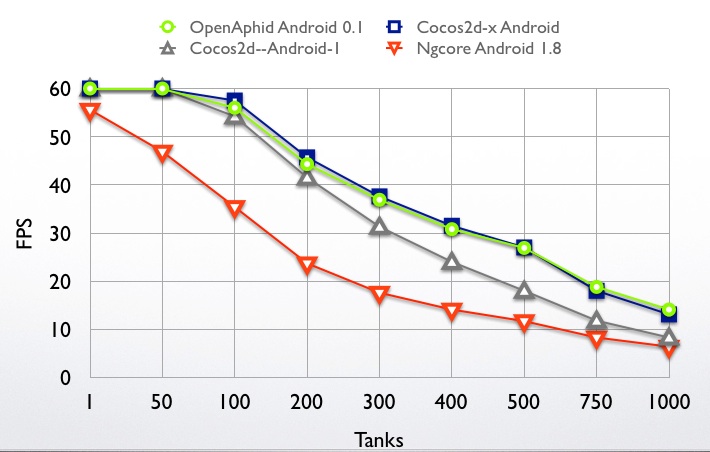 OpenAphid Android 0.1 Cocos2d-x Android
Cocos2d--Android-1 Ngcore Android 1.8
60
50
40
30
20
10
0
FPS
1 50 100 200 300 400 500 750 1000
Tanks